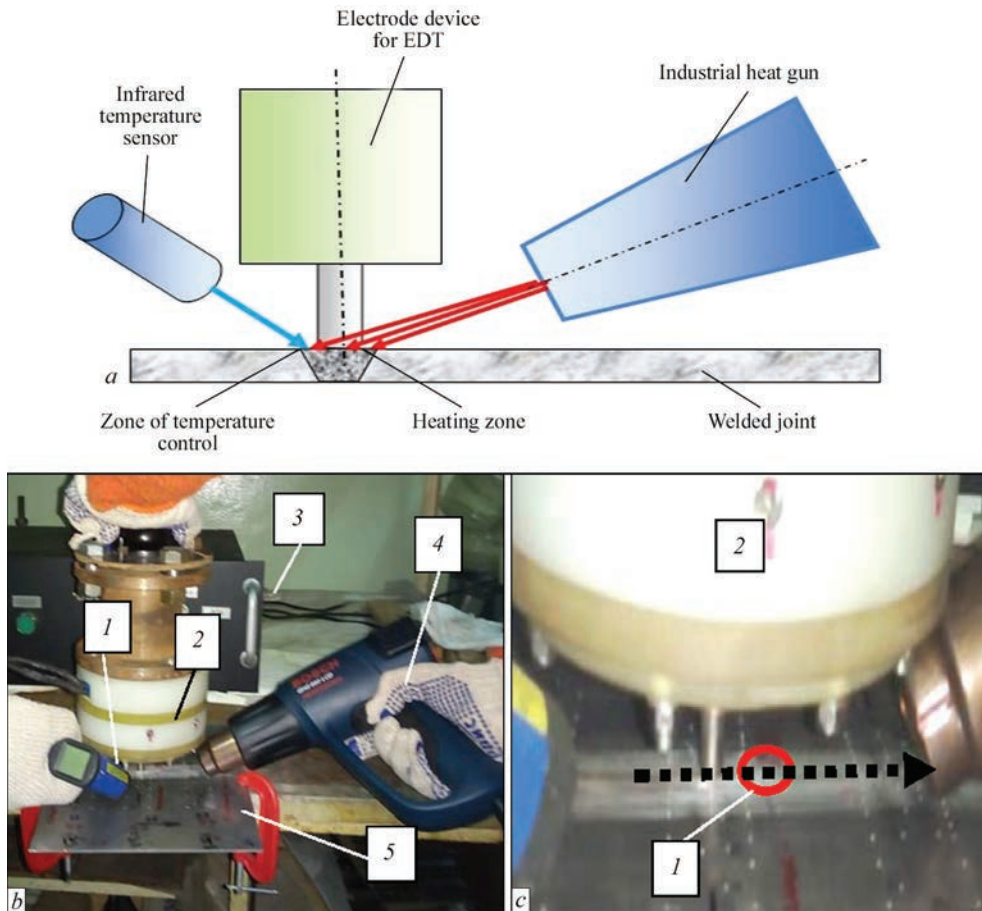 Electrode device
for EDT
Industrial heat gun
Infrared
temperature
sensor
a
Zone of temperature
control
Heating zone
Welded joint
3
4
1
2
BOSCH
5
b
2
1
c